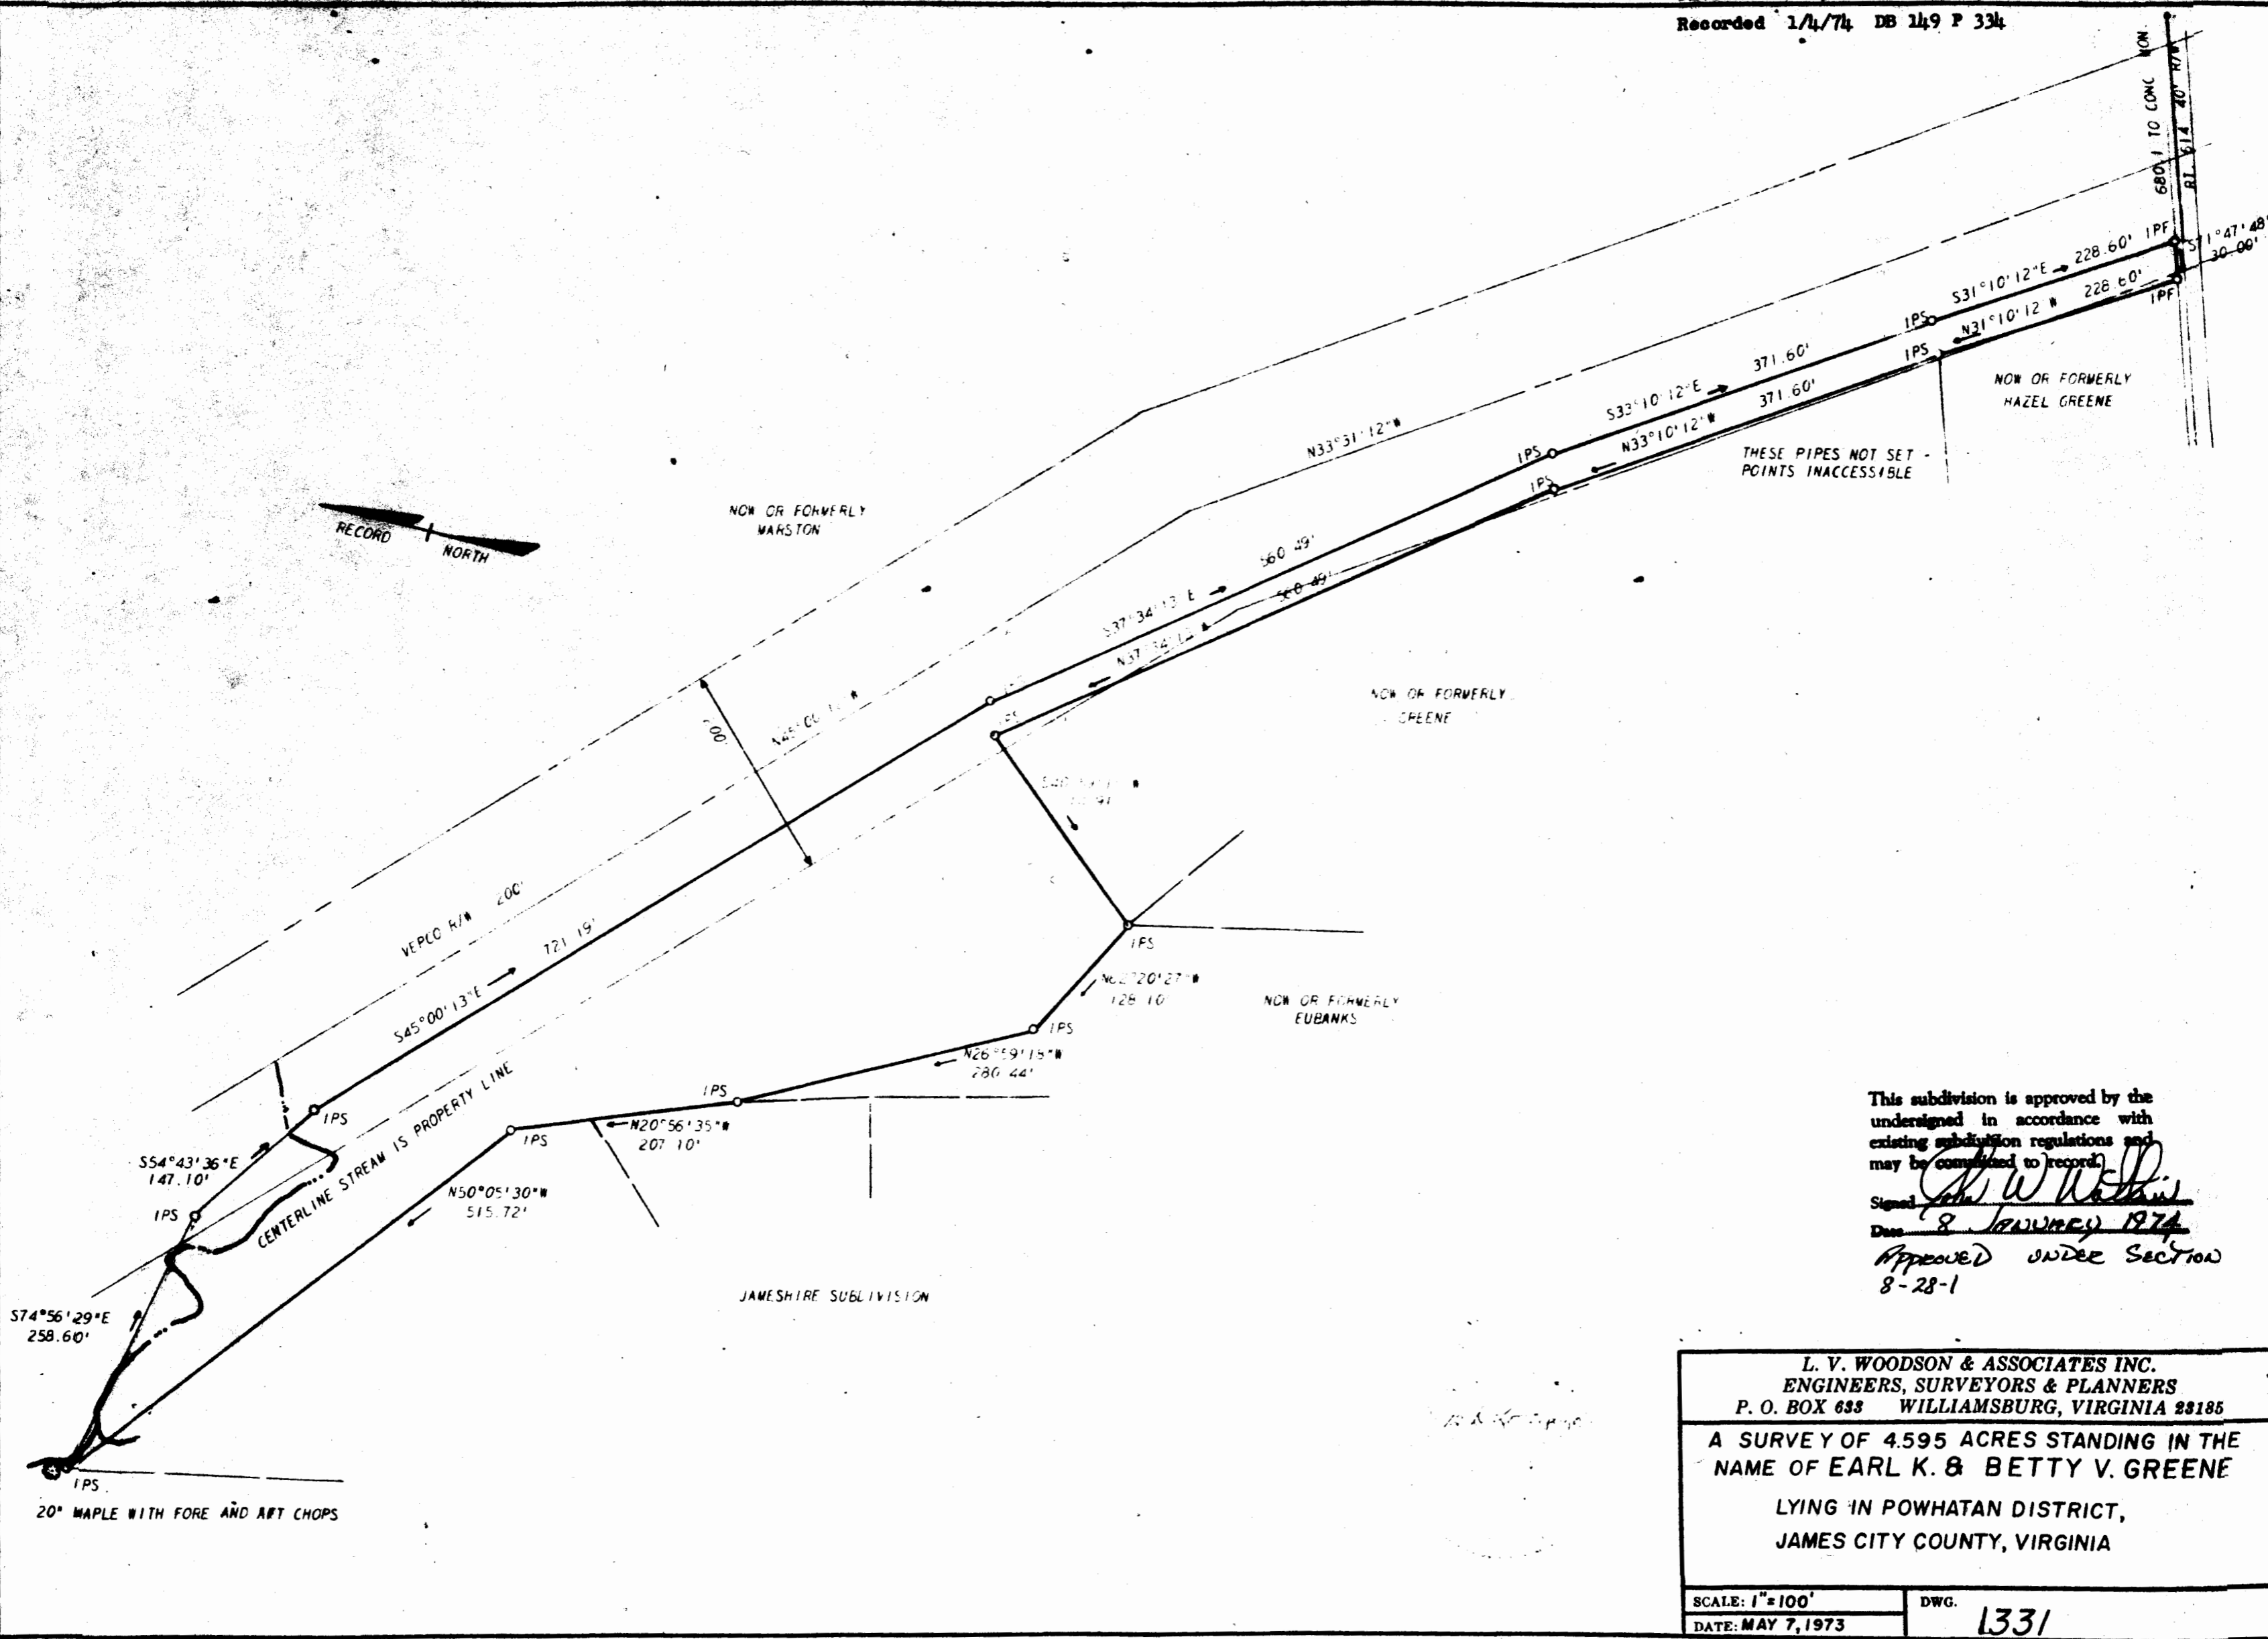 Recorded 1/4/74 DB 149 P 334
680.1 TO CONC MON
RT. 614 40' R/W
S71°47'48"
30.00'
S31°10'12"E 228.60' IPF
N31°10'12"W 228.60'
IPF
IPS
IPS
S33°10'12"E 371.60'
N33°10'12"W 371.60'
NOW OR FORMERLY
HAZEL GREENE
THESE PIPES NOT SET -
POINTS INACCESSIBLE
N33°31'12"W
IPS
IPS
NOW OR FORMERLY
MARSTON
RECORD NORTH
S37°34'13"E 560.49'
560.49'
IPS
200'
NOW OR FORMERLY
GREENE
VEPCO R/W 200'
S45°00'13"E 721.19'
IPS
N62°20'27"W
128.10'
NOW OR FORMERLY
EUBANKS
IPS
N26°59'15"W
280.44'
IPS
N20°56'35"W
207.10'
IPS
IPS
CENTERLINE STREAM IS PROPERTY LINE
S54°43'36"E
147.10'
IPS
N50°05'30"W
515.72'
S74°56'29"E
258.60'
JAMESHIRE SUBDIVISION
IPS
20" MAPLE WITH FORE AND AFT CHOPS
This subdivision is approved by the
undersigned in accordance with
existing subdivision regulations and
may be committed to record.
Signed John W Watkins
Date 8 JANUARY 1974
APPROVED UNDER SECTION
8-28-1
L. V. WOODSON & ASSOCIATES INC.
ENGINEERS, SURVEYORS & PLANNERS
P. O. BOX 633 WILLIAMSBURG, VIRGINIA 23185
A SURVEY OF 4.595 ACRES STANDING IN THE
NAME OF EARL K. & BETTY V. GREENE
LYING IN POWHATAN DISTRICT,
JAMES CITY COUNTY, VIRGINIA
SCALE: 1"=100'
DATE: MAY 7, 1973
DWG. 1331